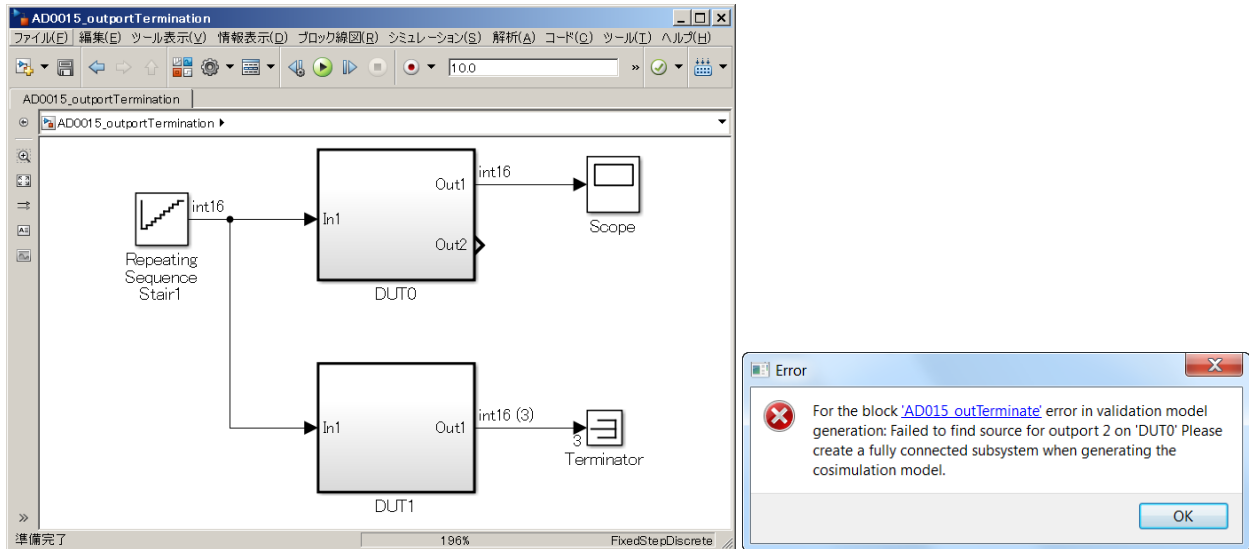 AD0015_outportTermination
ファイル(F) 編集(E) ツール表示(V) 情報表示(D) ブロック線図(R) シミュレーション(S) 解析(A) コード(C) ツール(T) ヘルプ(H)
10.0
»
AD0015_outportTermination
AD0015_outportTermination
int16
Repeating
Sequence
Stair1
In1
Out1
Out2
DUT0
int16
Scope
In1
Out1
DUT1
int16 (3)
3
Terminator
»
準備完了
196%
FixedStepDiscrete
Error
For the block 'AD015_outTerminate' error in validation model
generation: Failed to find source for outport 2 on 'DUT0' Please
create a fully connected subsystem when generating the
cosimulation model.
OK